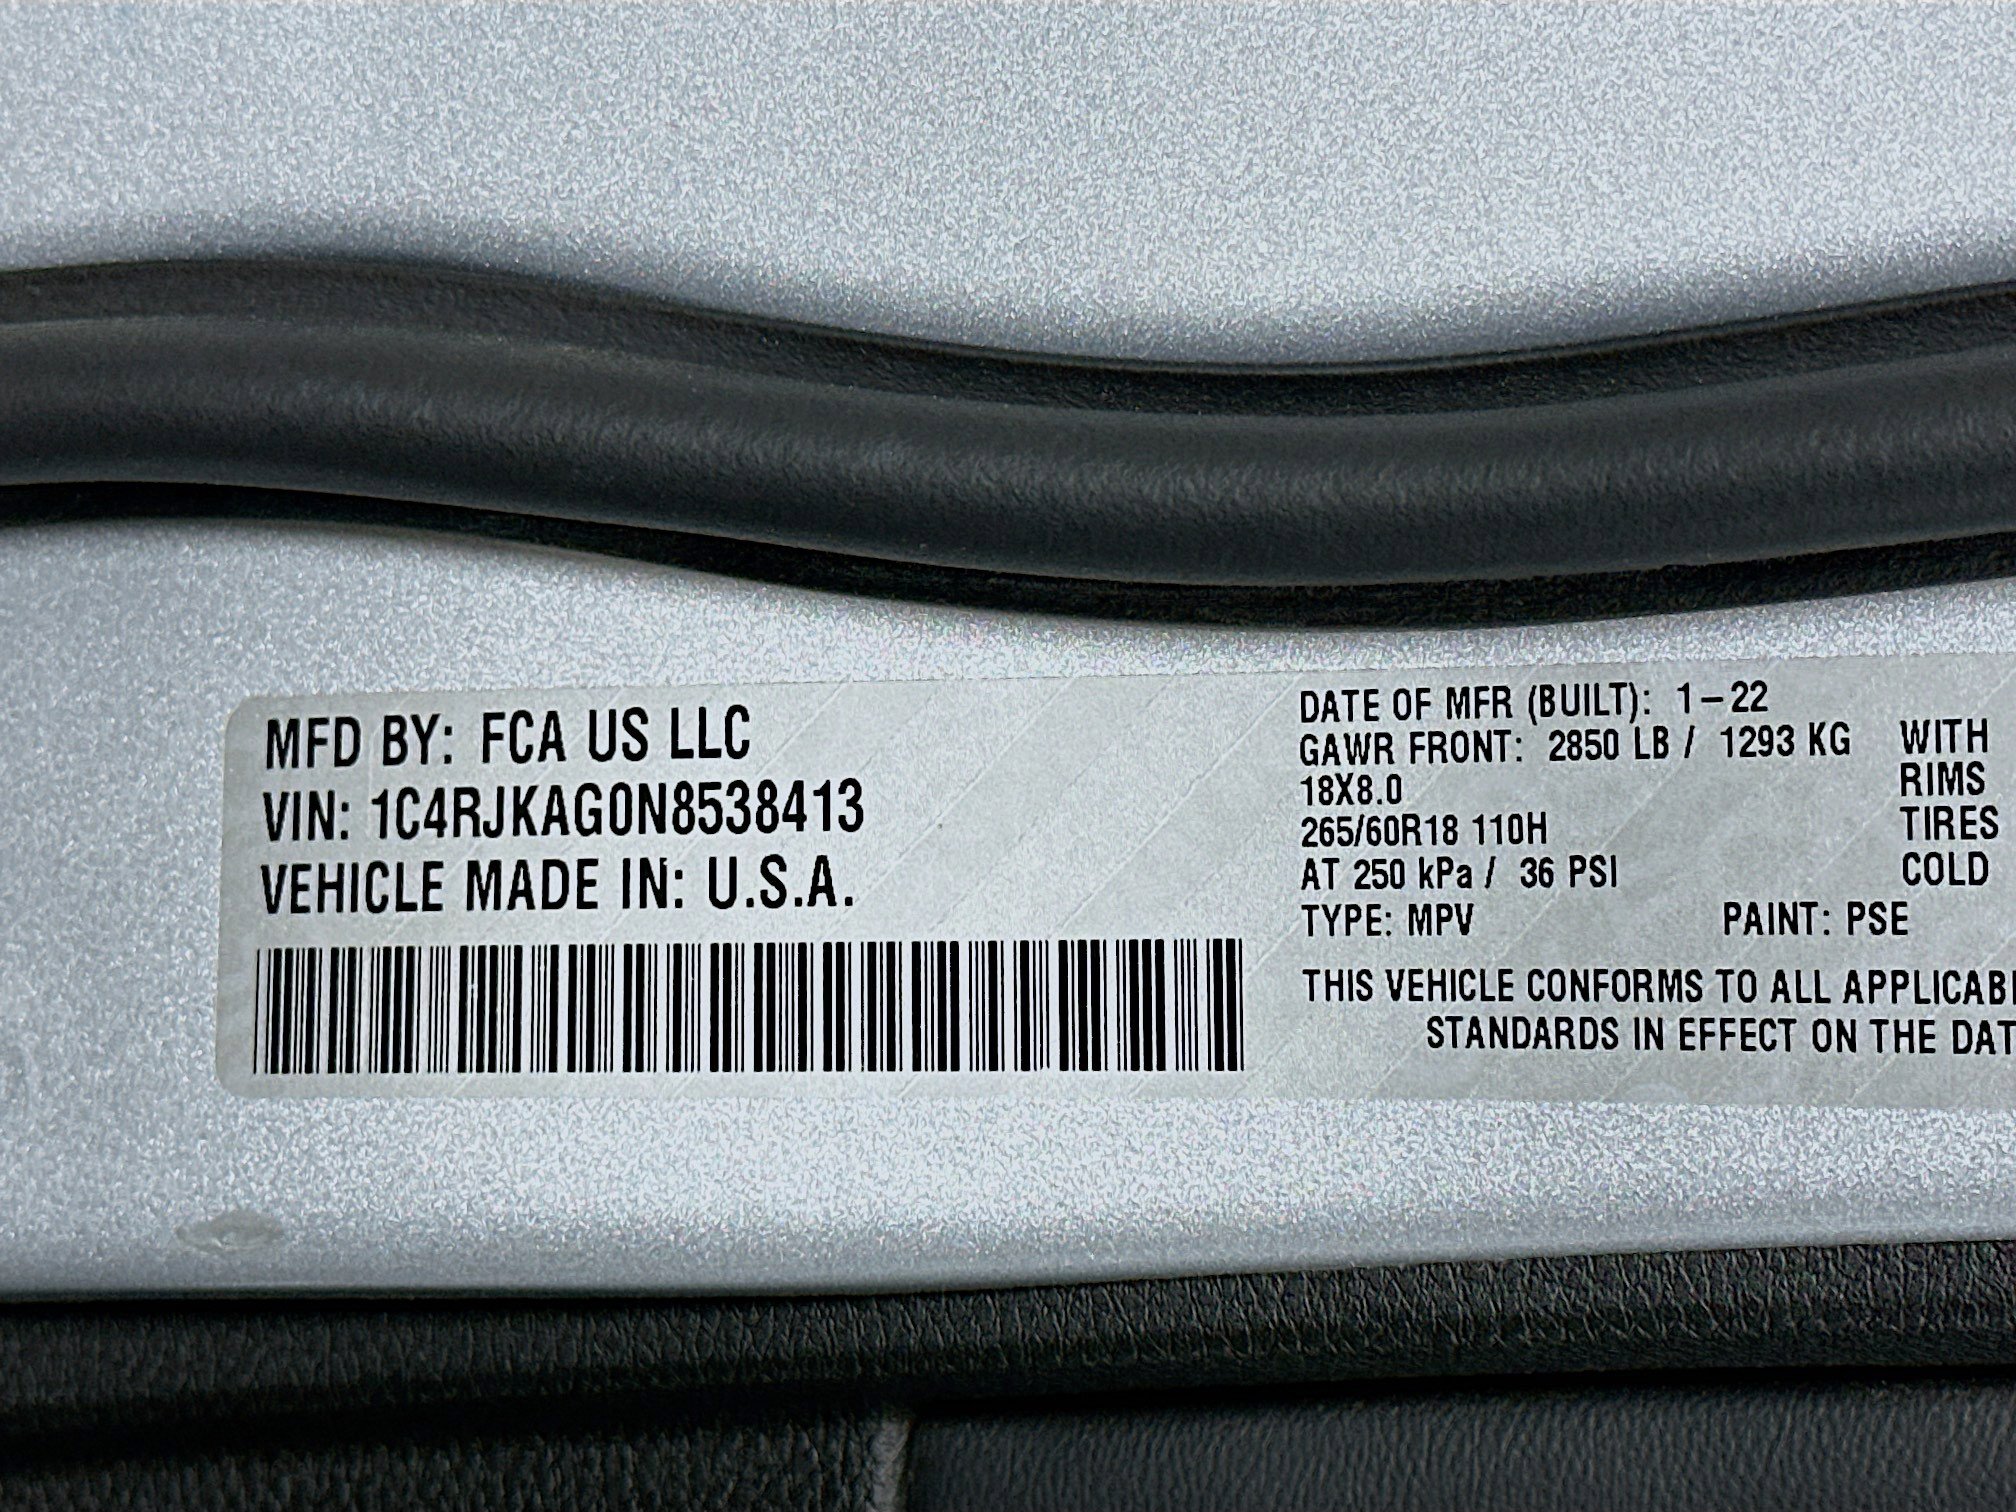 MFD BY: FCA US LLC
VIN: 1C4RJKAG0N8538413
VEHICLE MADE IN: U.S.A.
DATE OF MFR (BUILT): 1-22
GAWR FRONT: 2850 LB / 1293 KG WITH
18X8.0 RIMS
265/60R18 110H TIRES
AT 250 kPa / 36 PSI COLD
TYPE: MPV PAINT: PSE
THIS VEHICLE CONFORMS TO ALL
STANDARDS IN EFFECT ON THE